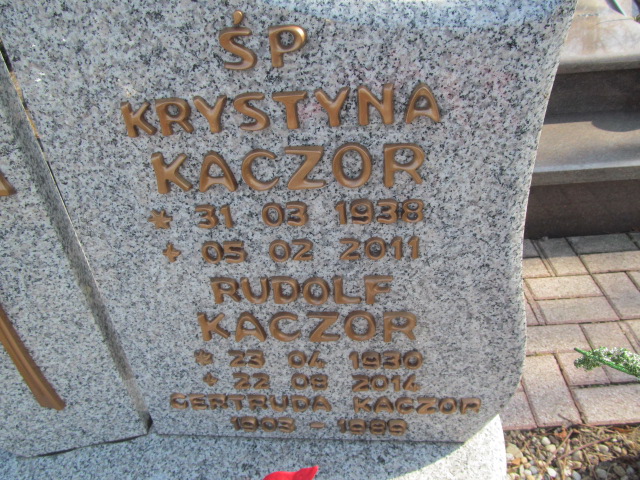 ŚP
KRYSTYNA
KACZOR
* 31 03 1938
+ 05 02 2011
RUDOLF
KACZOR
* 23 04 1930
+ 22 08 2014
GERTRUDA KACZOR
1903 - 1989